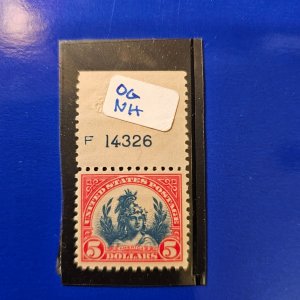 OG
NH
F 14326
UNITED STATES POSTAGE
5 5
DOLLARS